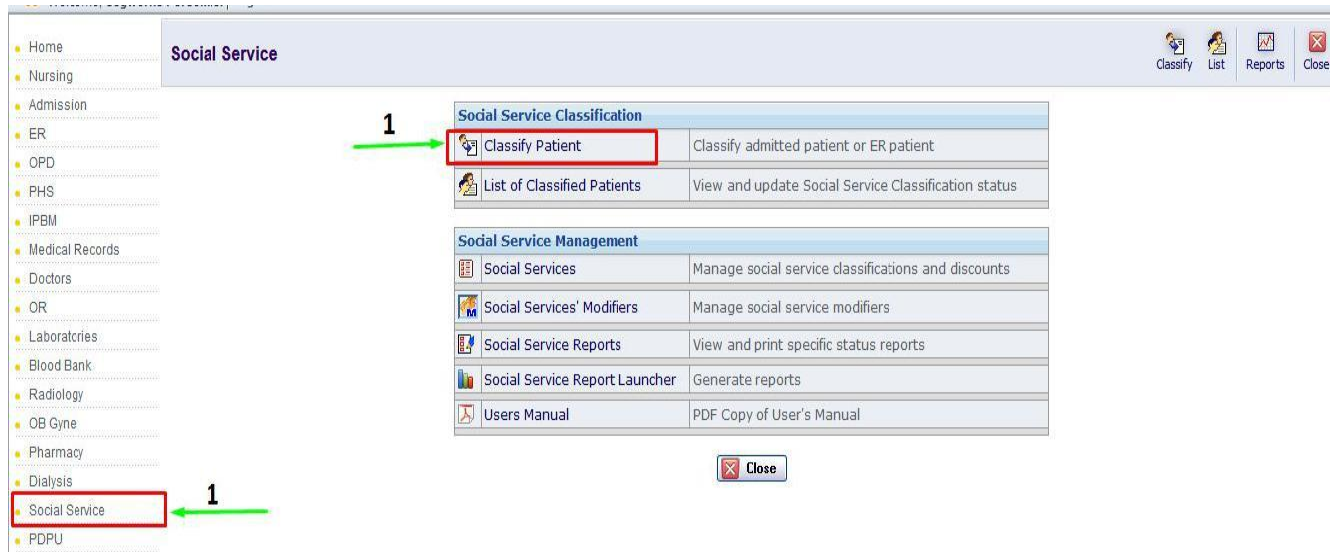 Home
Nursing
Admission
ER
OPD
PHS
IPBM
Medical Records
Doctors
OR
Laboratories
Blood Bank
Radiology
OB Gyne
Pharmacy
Dialysis
Social Service
PDPU
1
Social Service
Classify List Reports Close
1
Social Service Classification
Classify Patient Classify admitted patient or ER patient
List of Classified Patients View and update Social Service Classification status
Social Service Management
Social Services Manage social service classifications and discounts
Social Services' Modifiers Manage social service modifiers
Social Service Reports View and print specific status reports
Social Service Report Launcher Generate reports
Users Manual PDF Copy of User's Manual
Close